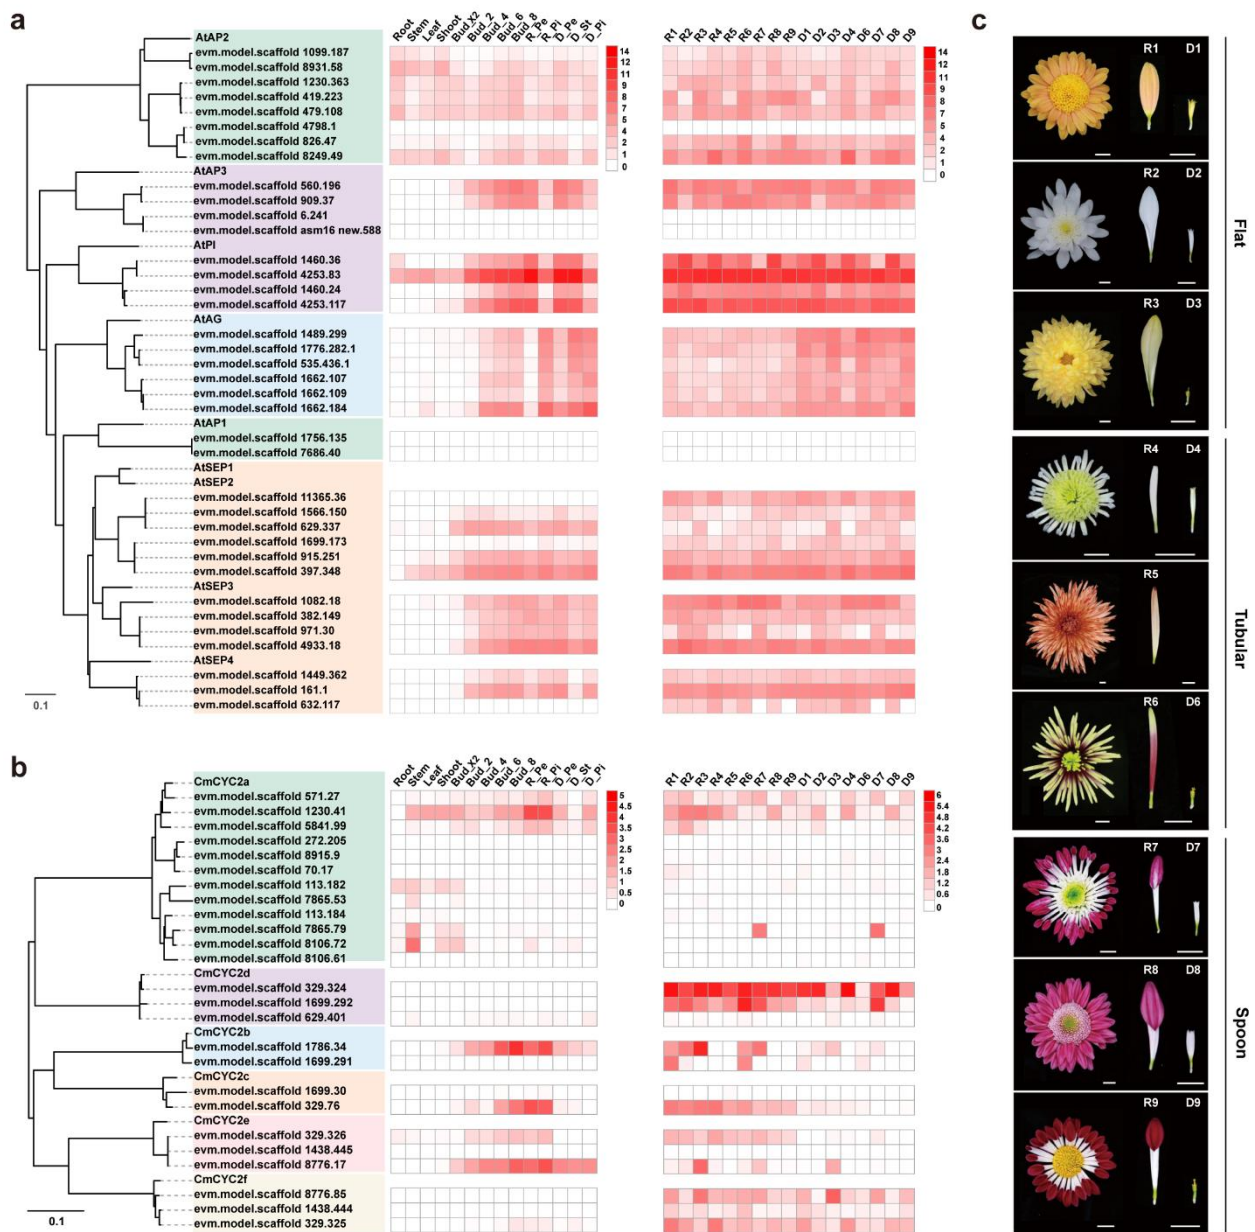 a
Root Stem Leaf Shoot Bud_X2 Bud_2 Bud_4 Bud_6 Bud_8 R_Pe R_Pi D_Pe D_St D_Pi
R1 R2 R3 R4 R5 R6 R7 R8 R9 D1 D2 D3 D4 D6 D7 D8 D9
AtAP2
evm.model.scaffold 1099.187
evm.model.scaffold 8931.58
evm.model.scaffold 1230.363
evm.model.scaffold 419.223
evm.model.scaffold 479.108
evm.model.scaffold 4798.1
evm.model.scaffold 826.47
evm.model.scaffold 8249.49
AtAP3
evm.model.scaffold 560.196
evm.model.scaffold 909.37
evm.model.scaffold 6.241
evm.model.scaffold asm16 new.588
AtPI
evm.model.scaffold 1460.36
evm.model.scaffold 4253.83
evm.model.scaffold 1460.24
evm.model.scaffold 4253.117
AtAG
evm.model.scaffold 1489.299
evm.model.scaffold 1776.282.1
evm.model.scaffold 535.436.1
evm.model.scaffold 1662.107
evm.model.scaffold 1662.109
evm.model.scaffold 1662.184
AtAP1
evm.model.scaffold 1756.135
evm.model.scaffold 7686.40
AtSEP1
AtSEP2
evm.model.scaffold 11365.36
evm.model.scaffold 1566.150
evm.model.scaffold 629.337
evm.model.scaffold 1699.173
evm.model.scaffold 915.251
evm.model.scaffold 397.348
AtSEP3
evm.model.scaffold 1082.18
evm.model.scaffold 382.149
evm.model.scaffold 971.30
evm.model.scaffold 4933.18
AtSEP4
evm.model.scaffold 1449.362
evm.model.scaffold 161.1
evm.model.scaffold 632.117
0.1
14
12
11
9
8
7
5
4
2
1
0
14
12
11
9
8
7
5
4
2
1
0
b
Root Stem Leaf Shoot Bud_X2 Bud_2 Bud_4 Bud_6 Bud_8 R_Pe R_Pi D_Pe D_St D_Pi
R1 R2 R3 R4 R5 R6 R7 R8 R9 D1 D2 D3 D4 D6 D7 D8 D9
CmCYC2a
evm.model.scaffold 571.27
evm.model.scaffold 1230.41
evm.model.scaffold 5841.99
evm.model.scaffold 272.205
evm.model.scaffold 8915.9
evm.model.scaffold 70.17
evm.model.scaffold 113.182
evm.model.scaffold 7865.53
evm.model.scaffold 113.184
evm.model.scaffold 7865.79
evm.model.scaffold 8106.72
evm.model.scaffold 8106.61
CmCYC2d
evm.model.scaffold 329.324
evm.model.scaffold 1699.292
evm.model.scaffold 629.401
CmCYC2b
evm.model.scaffold 1786.34
evm.model.scaffold 1699.291
CmCYC2c
evm.model.scaffold 1699.30
evm.model.scaffold 329.76
CmCYC2e
evm.model.scaffold 329.326
evm.model.scaffold 1438.445
evm.model.scaffold 8776.17
CmCYC2f
evm.model.scaffold 8776.85
evm.model.scaffold 1438.444
evm.model.scaffold 329.325
0.1
5
4.5
4
3.5
3
2.5
2
1.5
1
0.5
0
6
5.4
4.8
4.2
3.6
3
2.4
1.8
1.2
0.6
0
c
R1 D1
R2 D2
R3 D3
Flat
R4 D4
R5
R6 D6
Tubular
R7 D7
R8 D8
R9 D9
Spoon